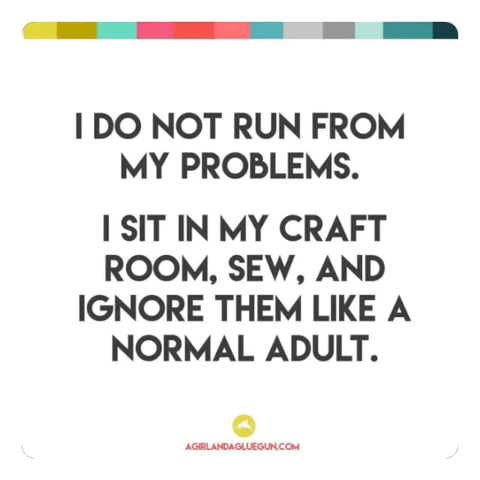 I DO NOT RUN FROM
MY PROBLEMS.
I SIT IN MY CRAFT
ROOM, SEW, AND
IGNORE THEM LIKE A
NORMAL ADULT.
AGIRLANDAGLUEGUN.COM